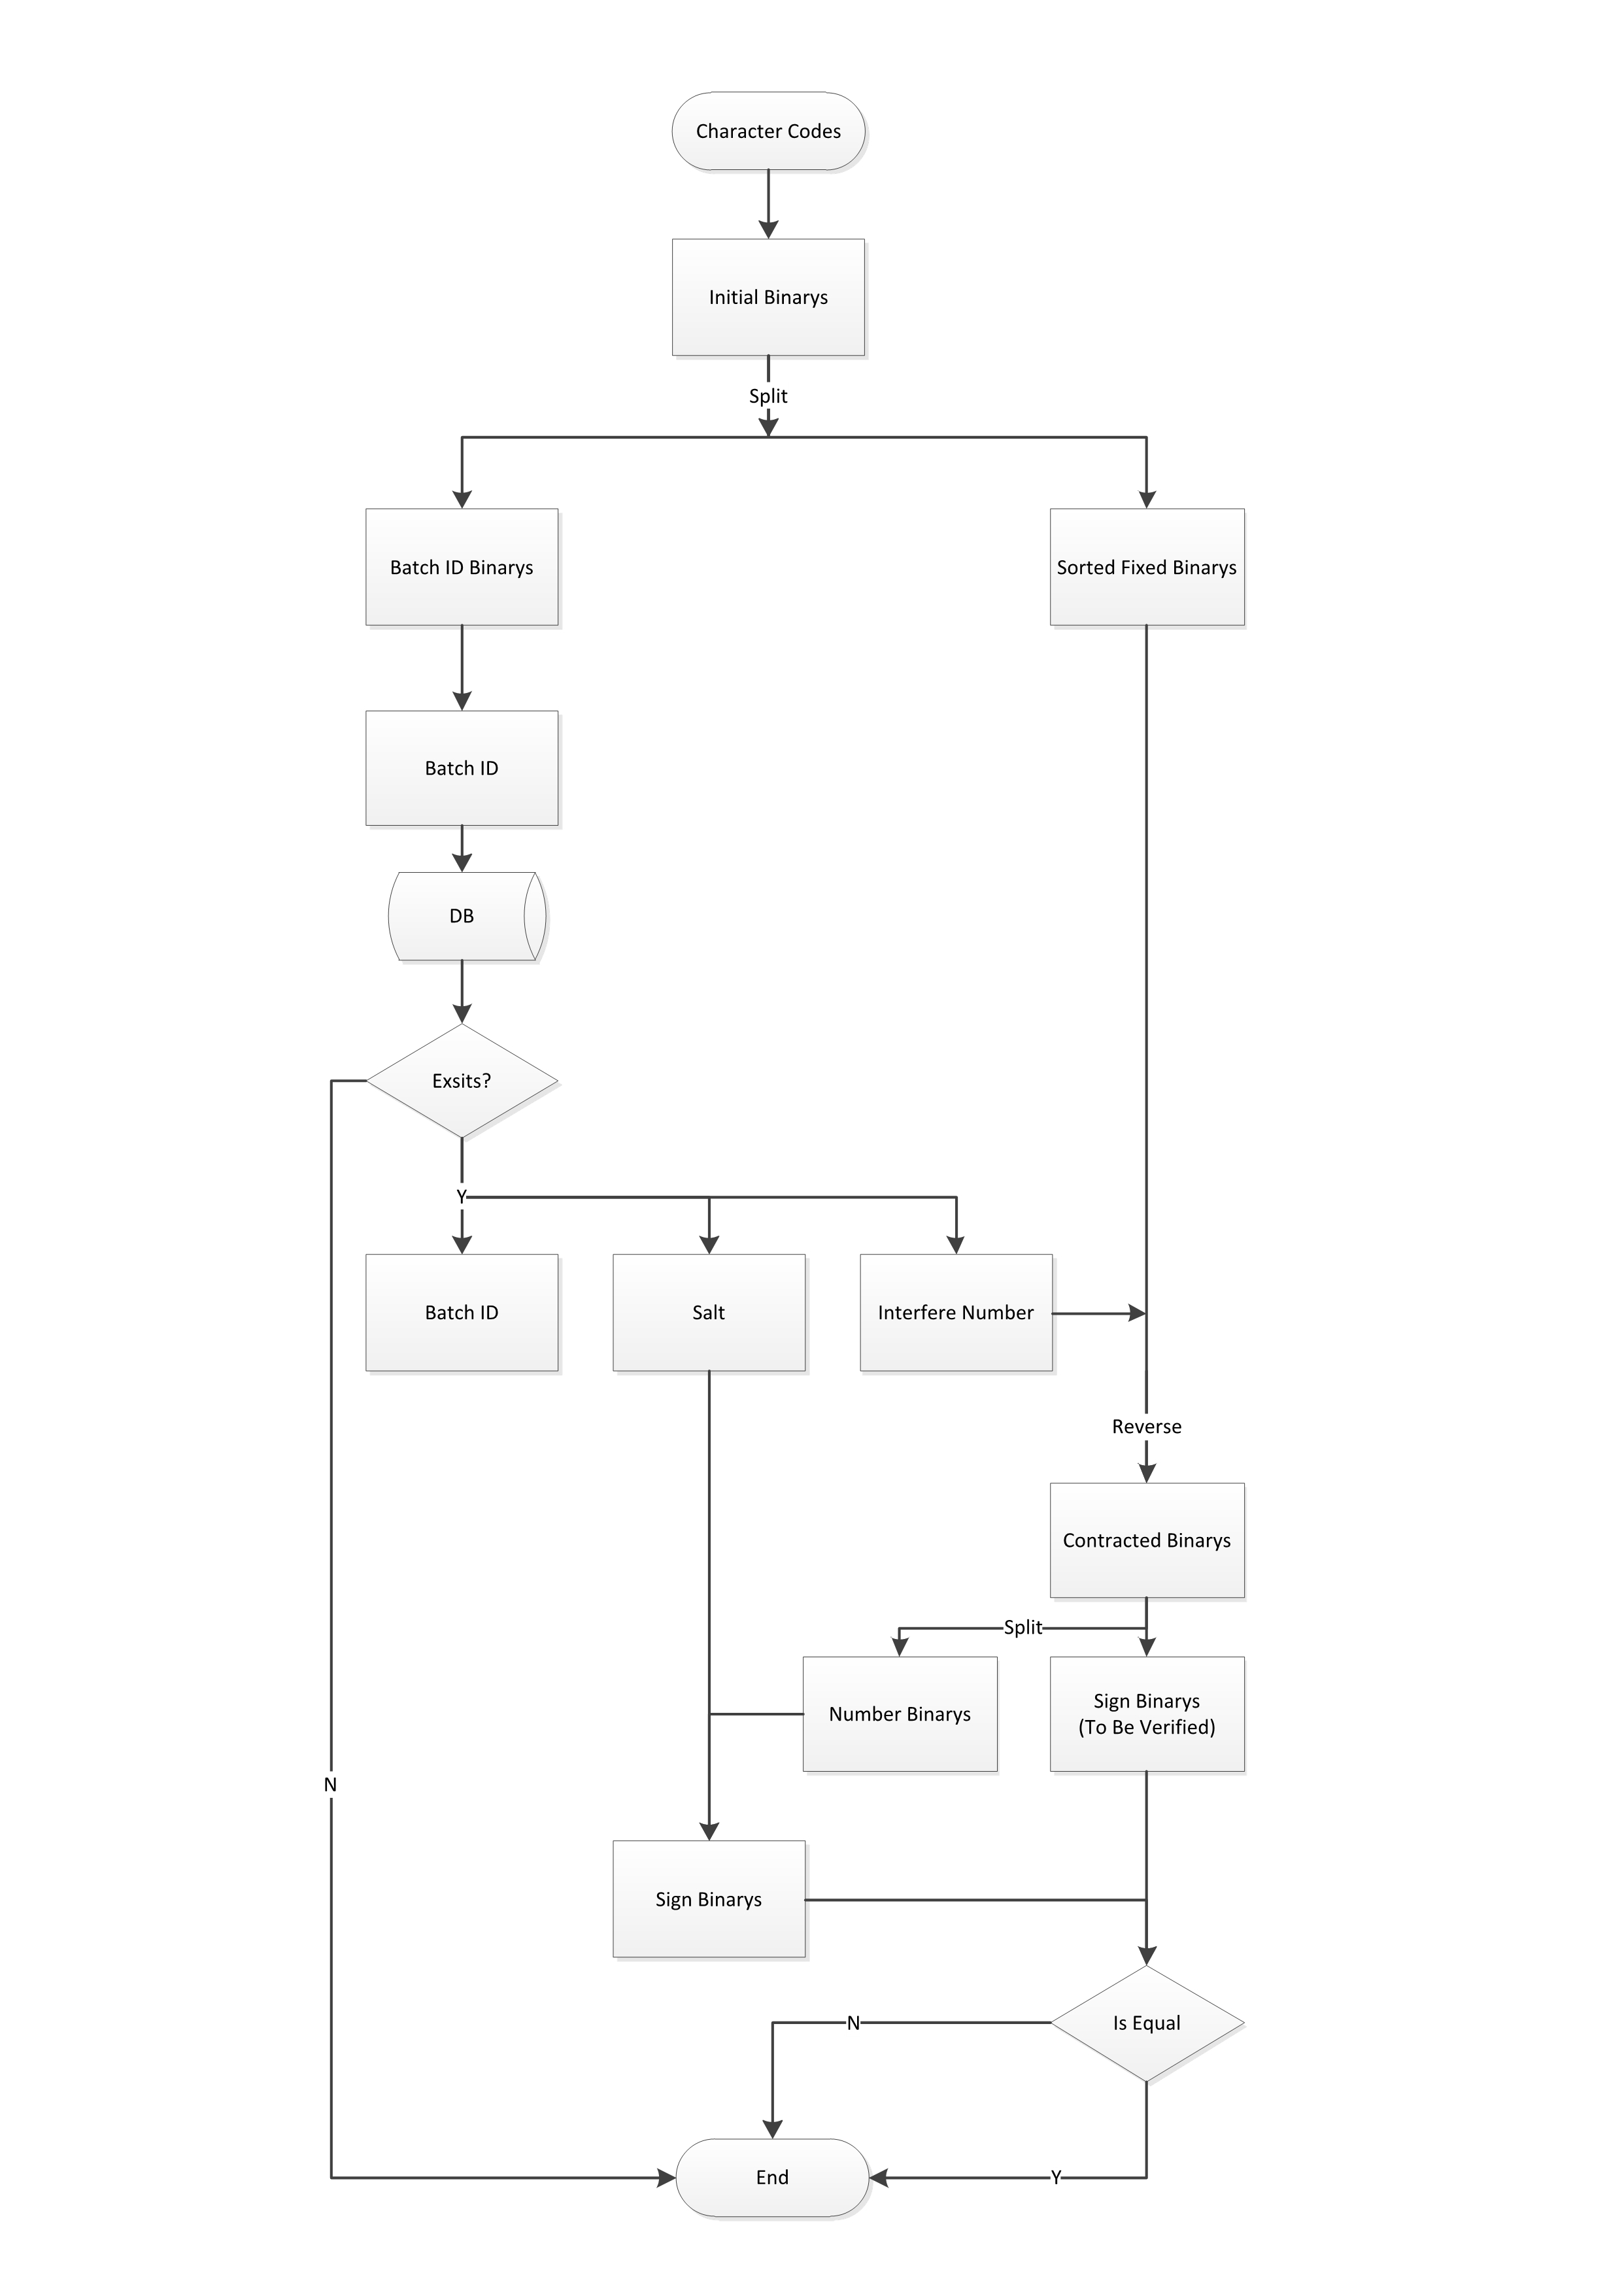 Character Codes
Initial Binarys
Split
Batch ID Binarys
Sorted Fixed Binarys
Batch ID
DB
Exsits?
Y
Batch ID
Salt
Interfere Number
Reverse
Contracted Binarys
Split
Number Binarys
Sign Binarys
(To Be Verified)
N
Sign Binarys
Is Equal
N
End
Y